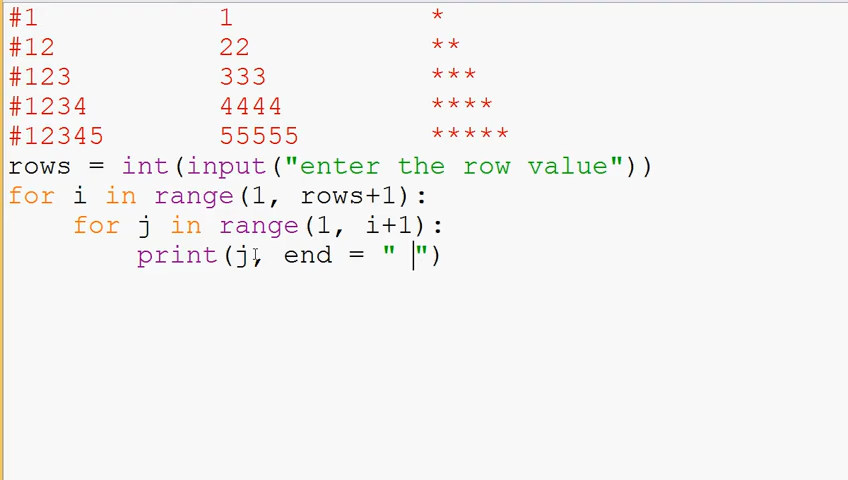 #1          1            *
#12         22           **
#123        333          ***
#1234       4444         ****
#12345      55555        *****
rows = int(input("enter the row value"))
for i in range(1, rows+1):
    for j in range(1, i+1):
        print(j, end = " ")